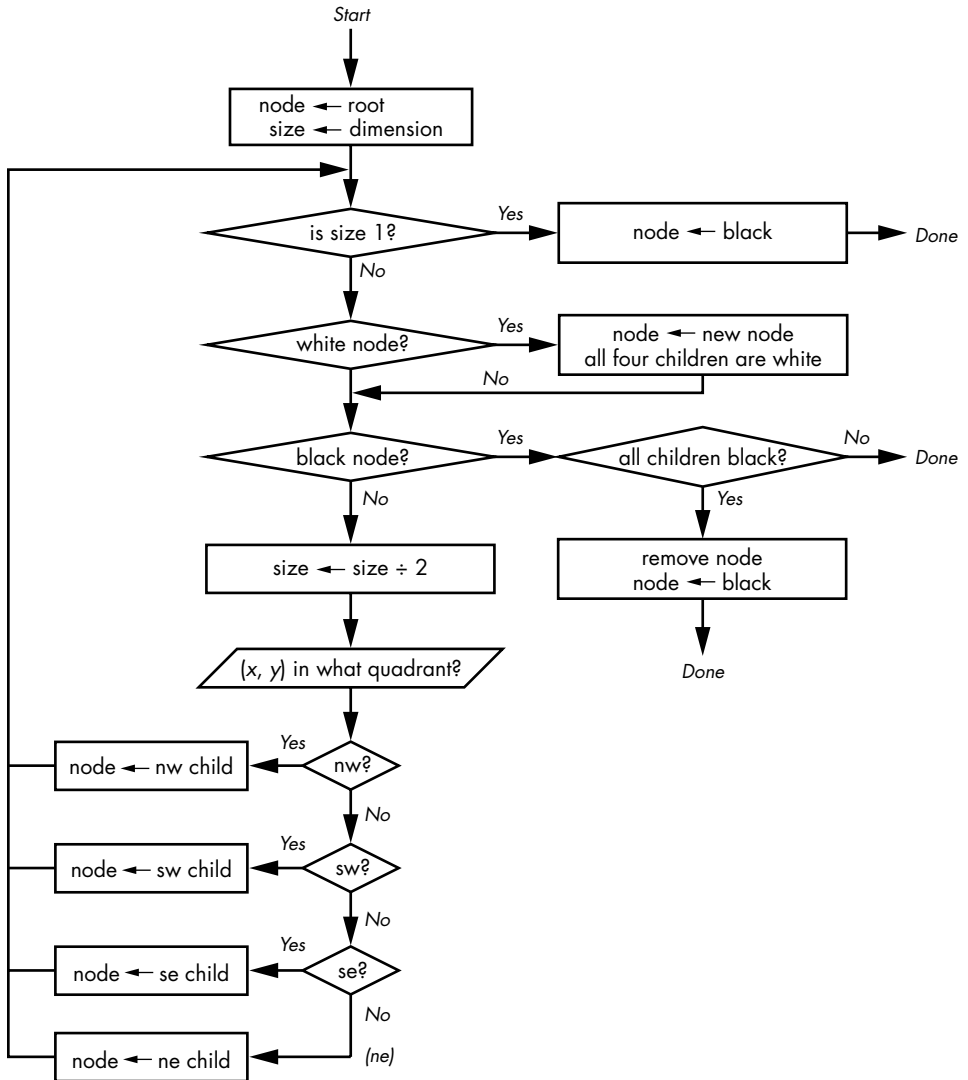 Start
node ← root
size ← dimension
is size 1?
Yes
node ← black
Done
No
white node?
Yes
node ← new node
all four children are white
No
black node?
Yes
all children black?
No
Done
No
Yes
size ← size ÷ 2
remove node
node ← black
(x, y) in what quadrant?
Done
node ← nw child
Yes
nw?
No
node ← sw child
Yes
sw?
No
node ← se child
Yes
se?
No
node ← ne child
(ne)